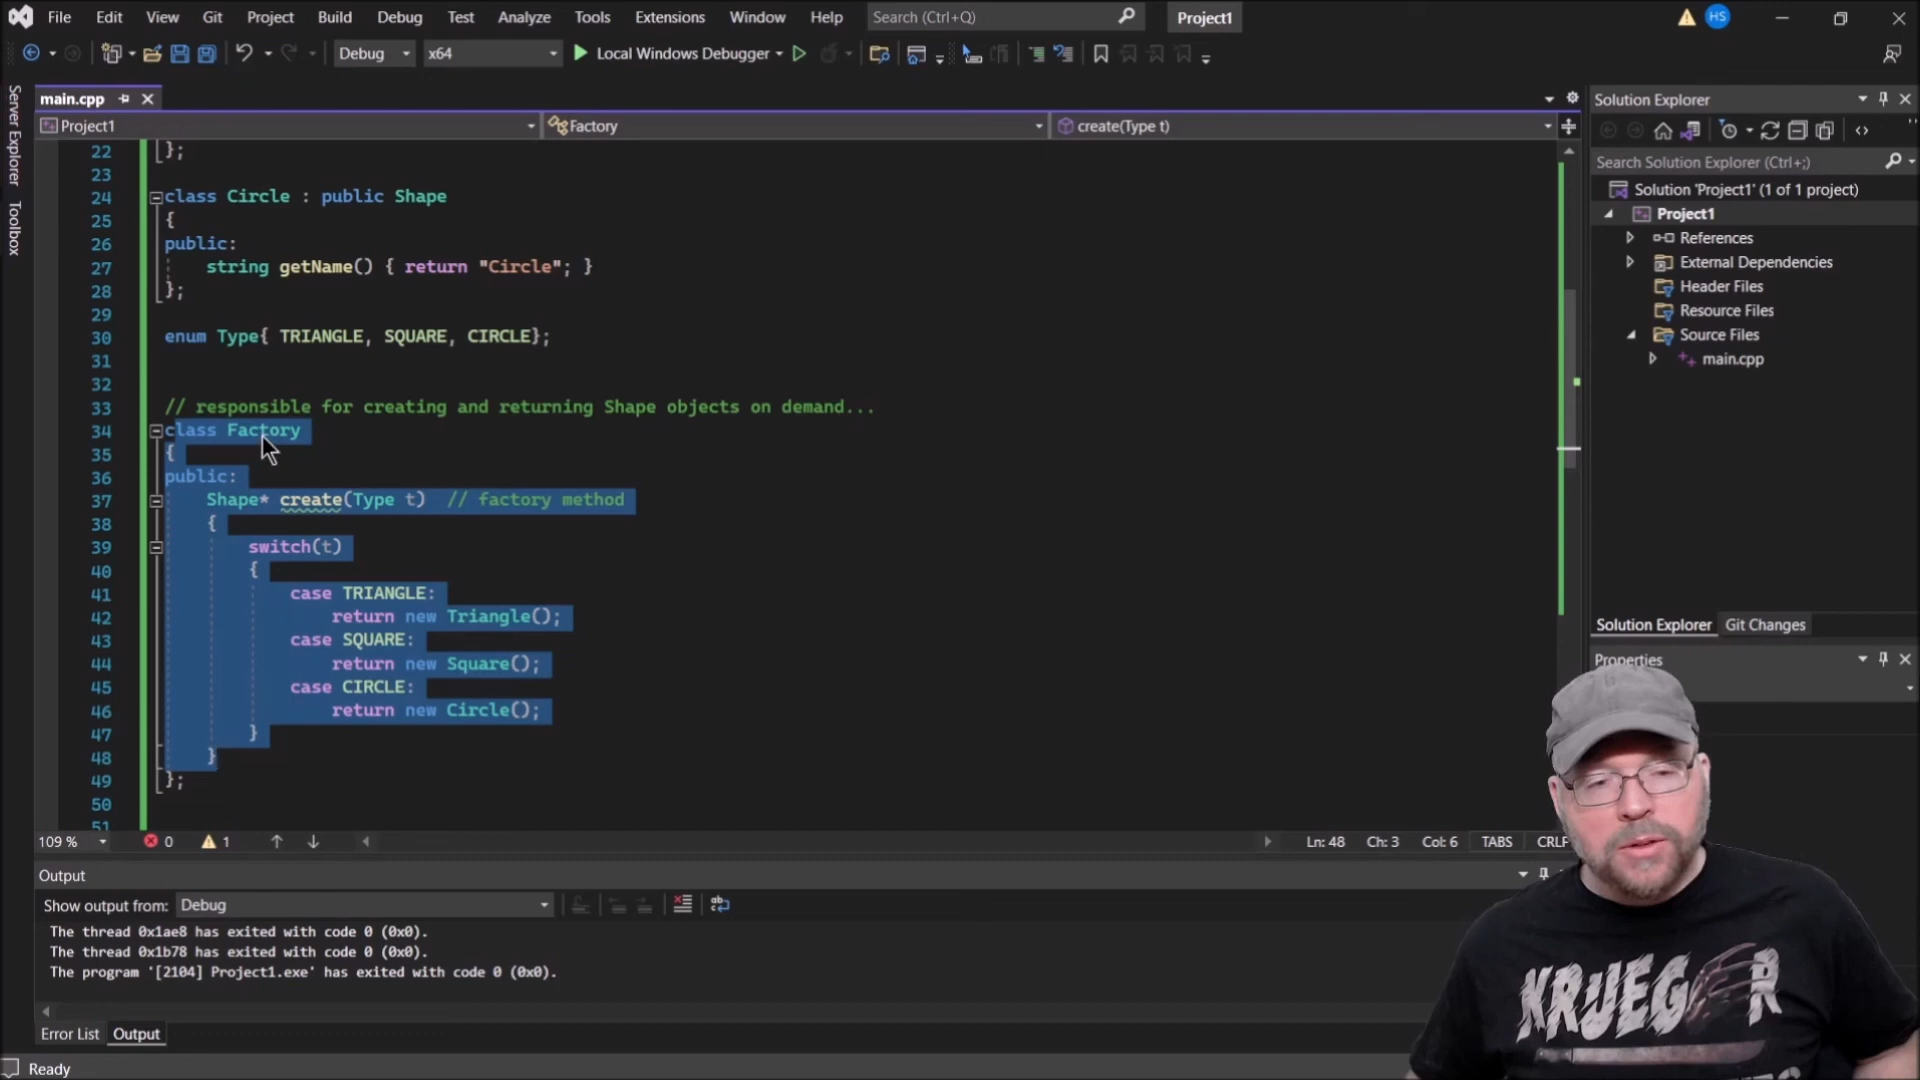 File Edit View Git Project Build Debug Test Analyze Tools Extensions Window Help Search (Ctrl+Q) Project1 HS
Debug x64 Local Windows Debugger
Server Explorer
Toolbox
main.cpp
Project1 Factory create(Type t)
22 };
23
24 class Circle : public Shape
25 {
26 public:
27 string getName() { return "Circle"; }
28 };
29
30 enum Type{ TRIANGLE, SQUARE, CIRCLE};
31
32
33 // responsible for creating and returning Shape objects on demand...
34 class Factory
35 {
36 public:
37 Shape* create(Type t) // factory method
38 {
39 switch(t)
40 {
41 case TRIANGLE:
42 return new Triangle();
43 case SQUARE:
44 return new Square();
45 case CIRCLE:
46 return new Circle();
47 }
48 }
49 };
50
51
109 % 0 1 Ln: 48 Ch: 3 Col: 6 TABS CRLF
Output
Show output from: Debug
The thread 0x1ae8 has exited with code 0 (0x0).
The thread 0x1b78 has exited with code 0 (0x0).
The program '[2104] Project1.exe' has exited with code 0 (0x0).
Error List Output
Ready
Solution Explorer
Search Solution Explorer (Ctrl+;)
Solution 'Project1' (1 of 1 project)
Project1
References
External Dependencies
Header Files
Resource Files
Source Files
main.cpp
Solution Explorer Git Changes
Properties
KRUEGER